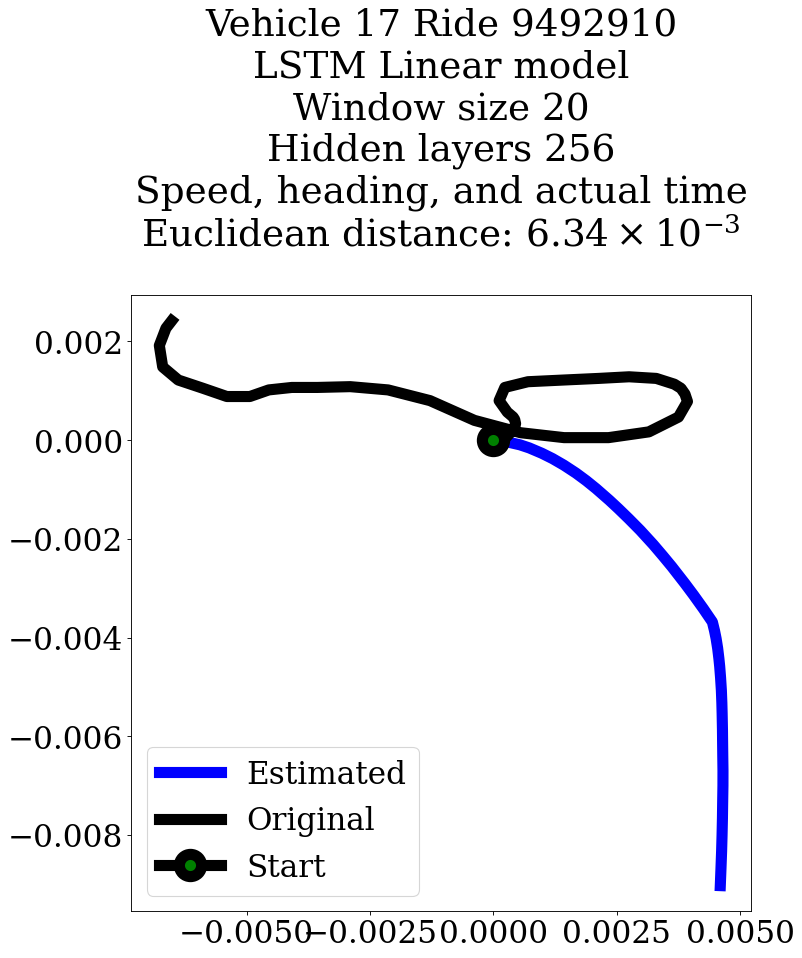 Vehicle 17 Ride 9492910
LSTM Linear model
Window size 20
Hidden layers 256
Speed, heading, and actual time
Euclidean distance: 6.34 × 10⁻³
0.002
0.000
−0.002
−0.004
−0.006
−0.008
Estimated
Original
Start
−0.0050 −0.0025 0.0000 0.0025 0.0050